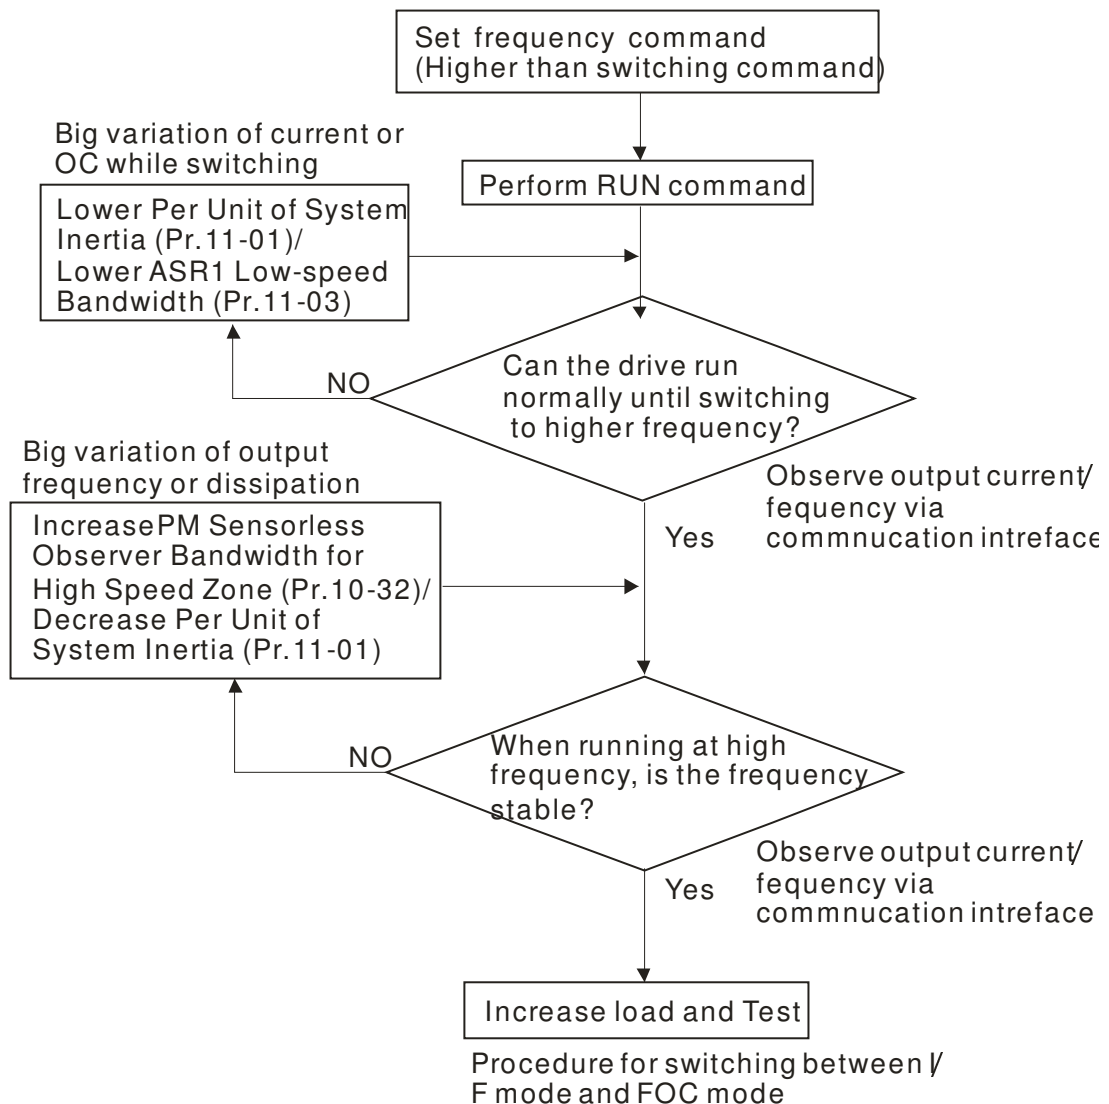 Set frequency command
(Higher than switching command)
Big variation of current or
OC while switching
Perform RUN command
Lower Per Unit of System
Inertia (Pr.11-01)/
Lower ASR1 Low-speed
Bandwidth (Pr.11-03)
Can the drive run
normally until switching
to higher frequency?
NO
Big variation of output
frequency or dissipation
Observe output current/
fequency via
commnucation intreface
Yes
IncreasePM Sensorless
Observer Bandwidth for
High Speed Zone (Pr.10-32)/
Decrease Per Unit of
System Inertia (Pr.11-01)
When running at high
frequency, is the frequency
stable?
NO
Observe output current/
fequency via
commnucation intreface
Yes
Increase load and Test
Procedure for switching between I/
F mode and FOC mode